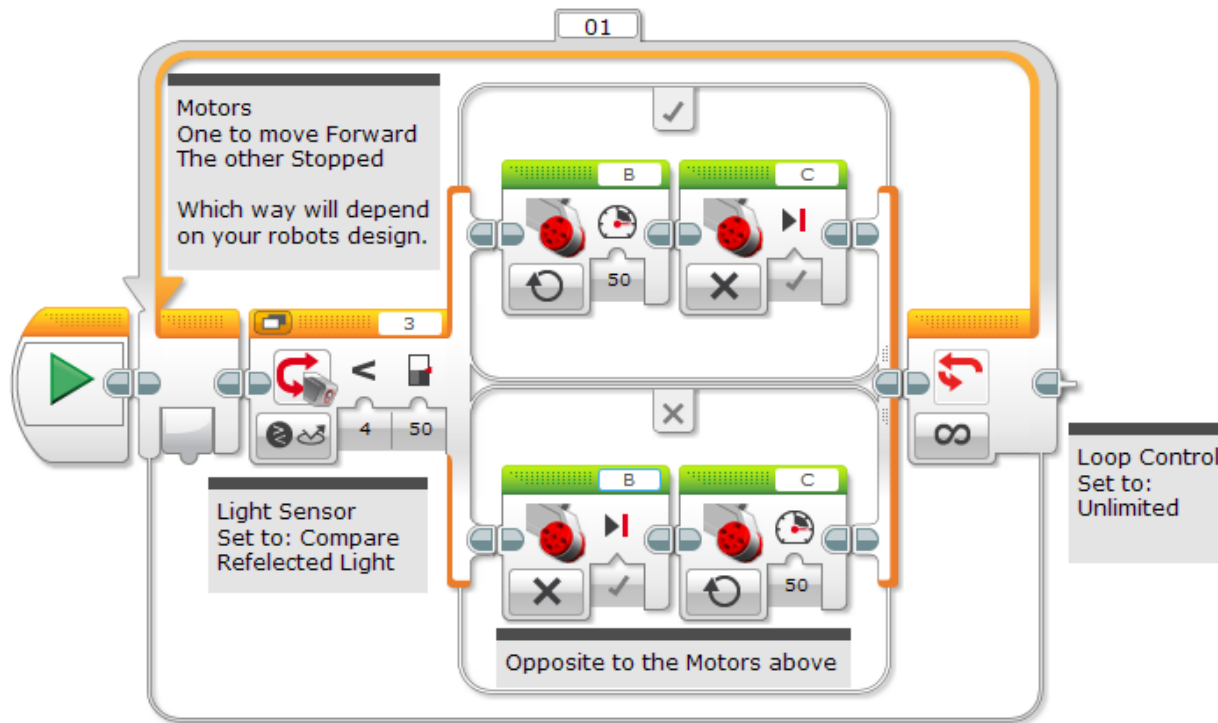 01
Motors
One to move Forward
The other Stopped
Which way will depend
on your robots design.
B
C
50
3
<
4
50
∞
B
C
50
Light Sensor
Set to: Compare
Refelected Light
Opposite to the Motors above
Loop Control
Set to:
Unlimited